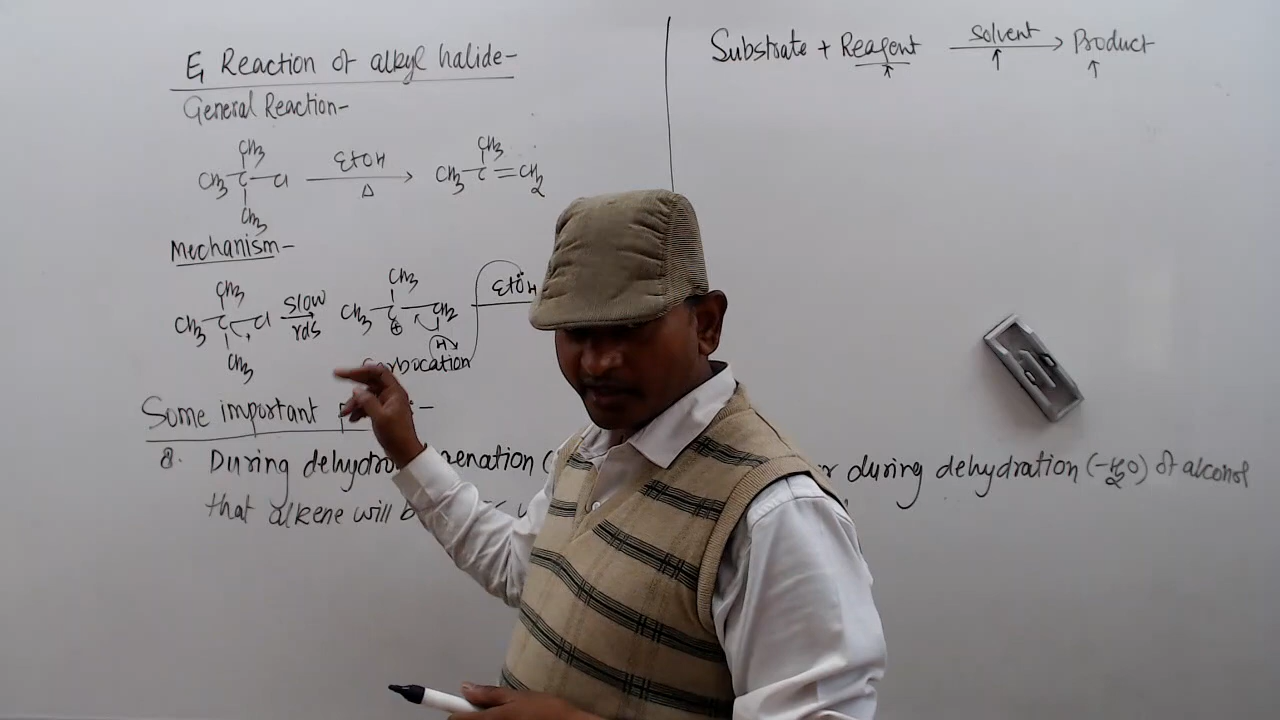 E1 Reaction of alkyl halide-
General Reaction-
CH3
CH3-C-Cl EtOH CH3-C=CH2
CH3 Δ CH3
Mechanism-
CH3 CH3
CH3-C-Cl slow CH3-C-CH2 EtÖH
CH3 rds ⊕ H
Carbocation
Some important
8. During dehydro enation ( during dehydration (-H2O) of alcohol
that alkene will b
Substrate + Reagent solvent Product